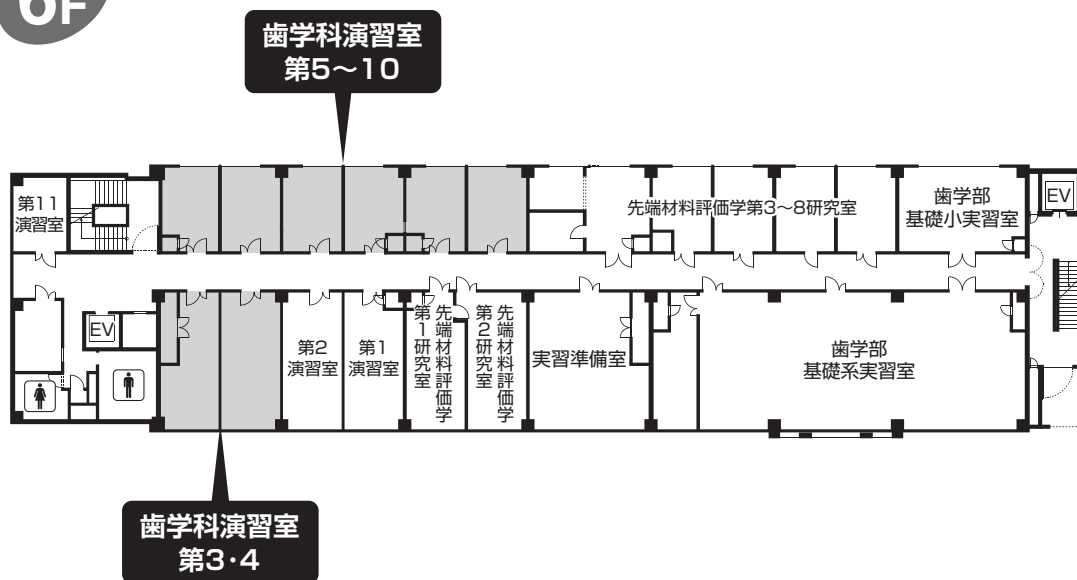 6F
歯学科演習室
第5〜10
第11
演習室
先端材料評価学第3〜8研究室
歯学部
基礎小実習室
EV
EV
第2
演習室
第1
演習室
先端材料評価学
第1研究室
先端材料評価学
第2研究室
実習準備室
歯学部
基礎系実習室
歯学科演習室
第3・4